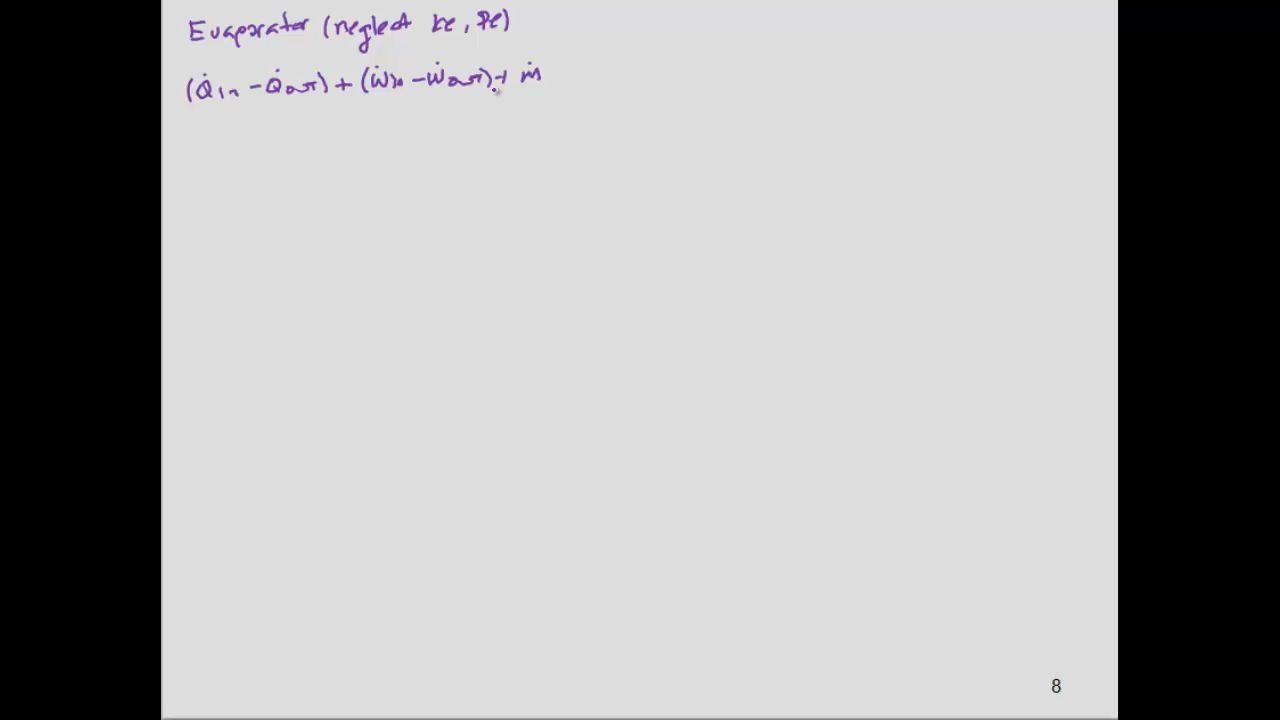 Evaporator (neglect ke, pe)
(Q̇in - Q̇out) + (Ẇin - Ẇout) + ṁ
8